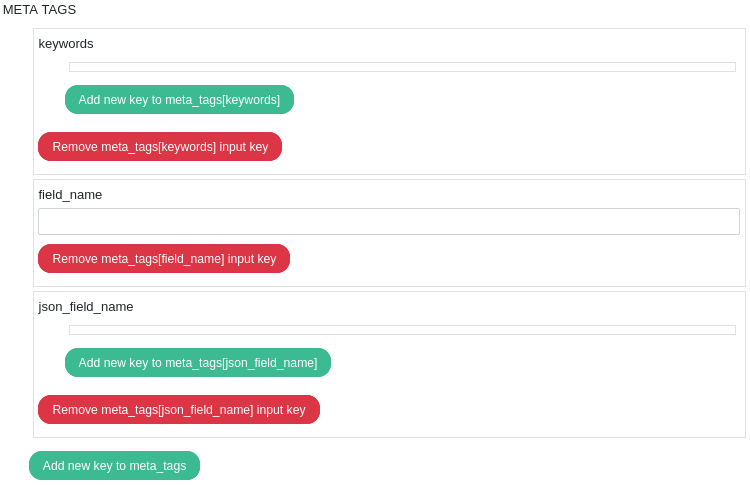 META TAGS
keywords
Add new key to meta_tags[keywords]
Remove meta_tags[keywords] input key
field_name
Remove meta_tags[field_name] input key
json_field_name
Add new key to meta_tags[json_field_name]
Remove meta_tags[json_field_name] input key
Add new key to meta_tags